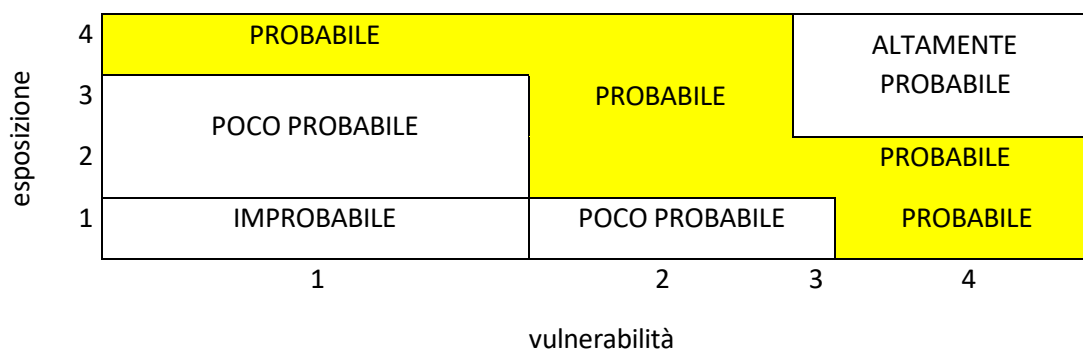 4 PROBABILE
ALTAMENTE
PROBABILE
3 PROBABILE
POCO PROBABILE
2 PROBABILE
1 IMPROBABILE POCO PROBABILE PROBABILE
esposizione
1 2 3 4
vulnerabilità